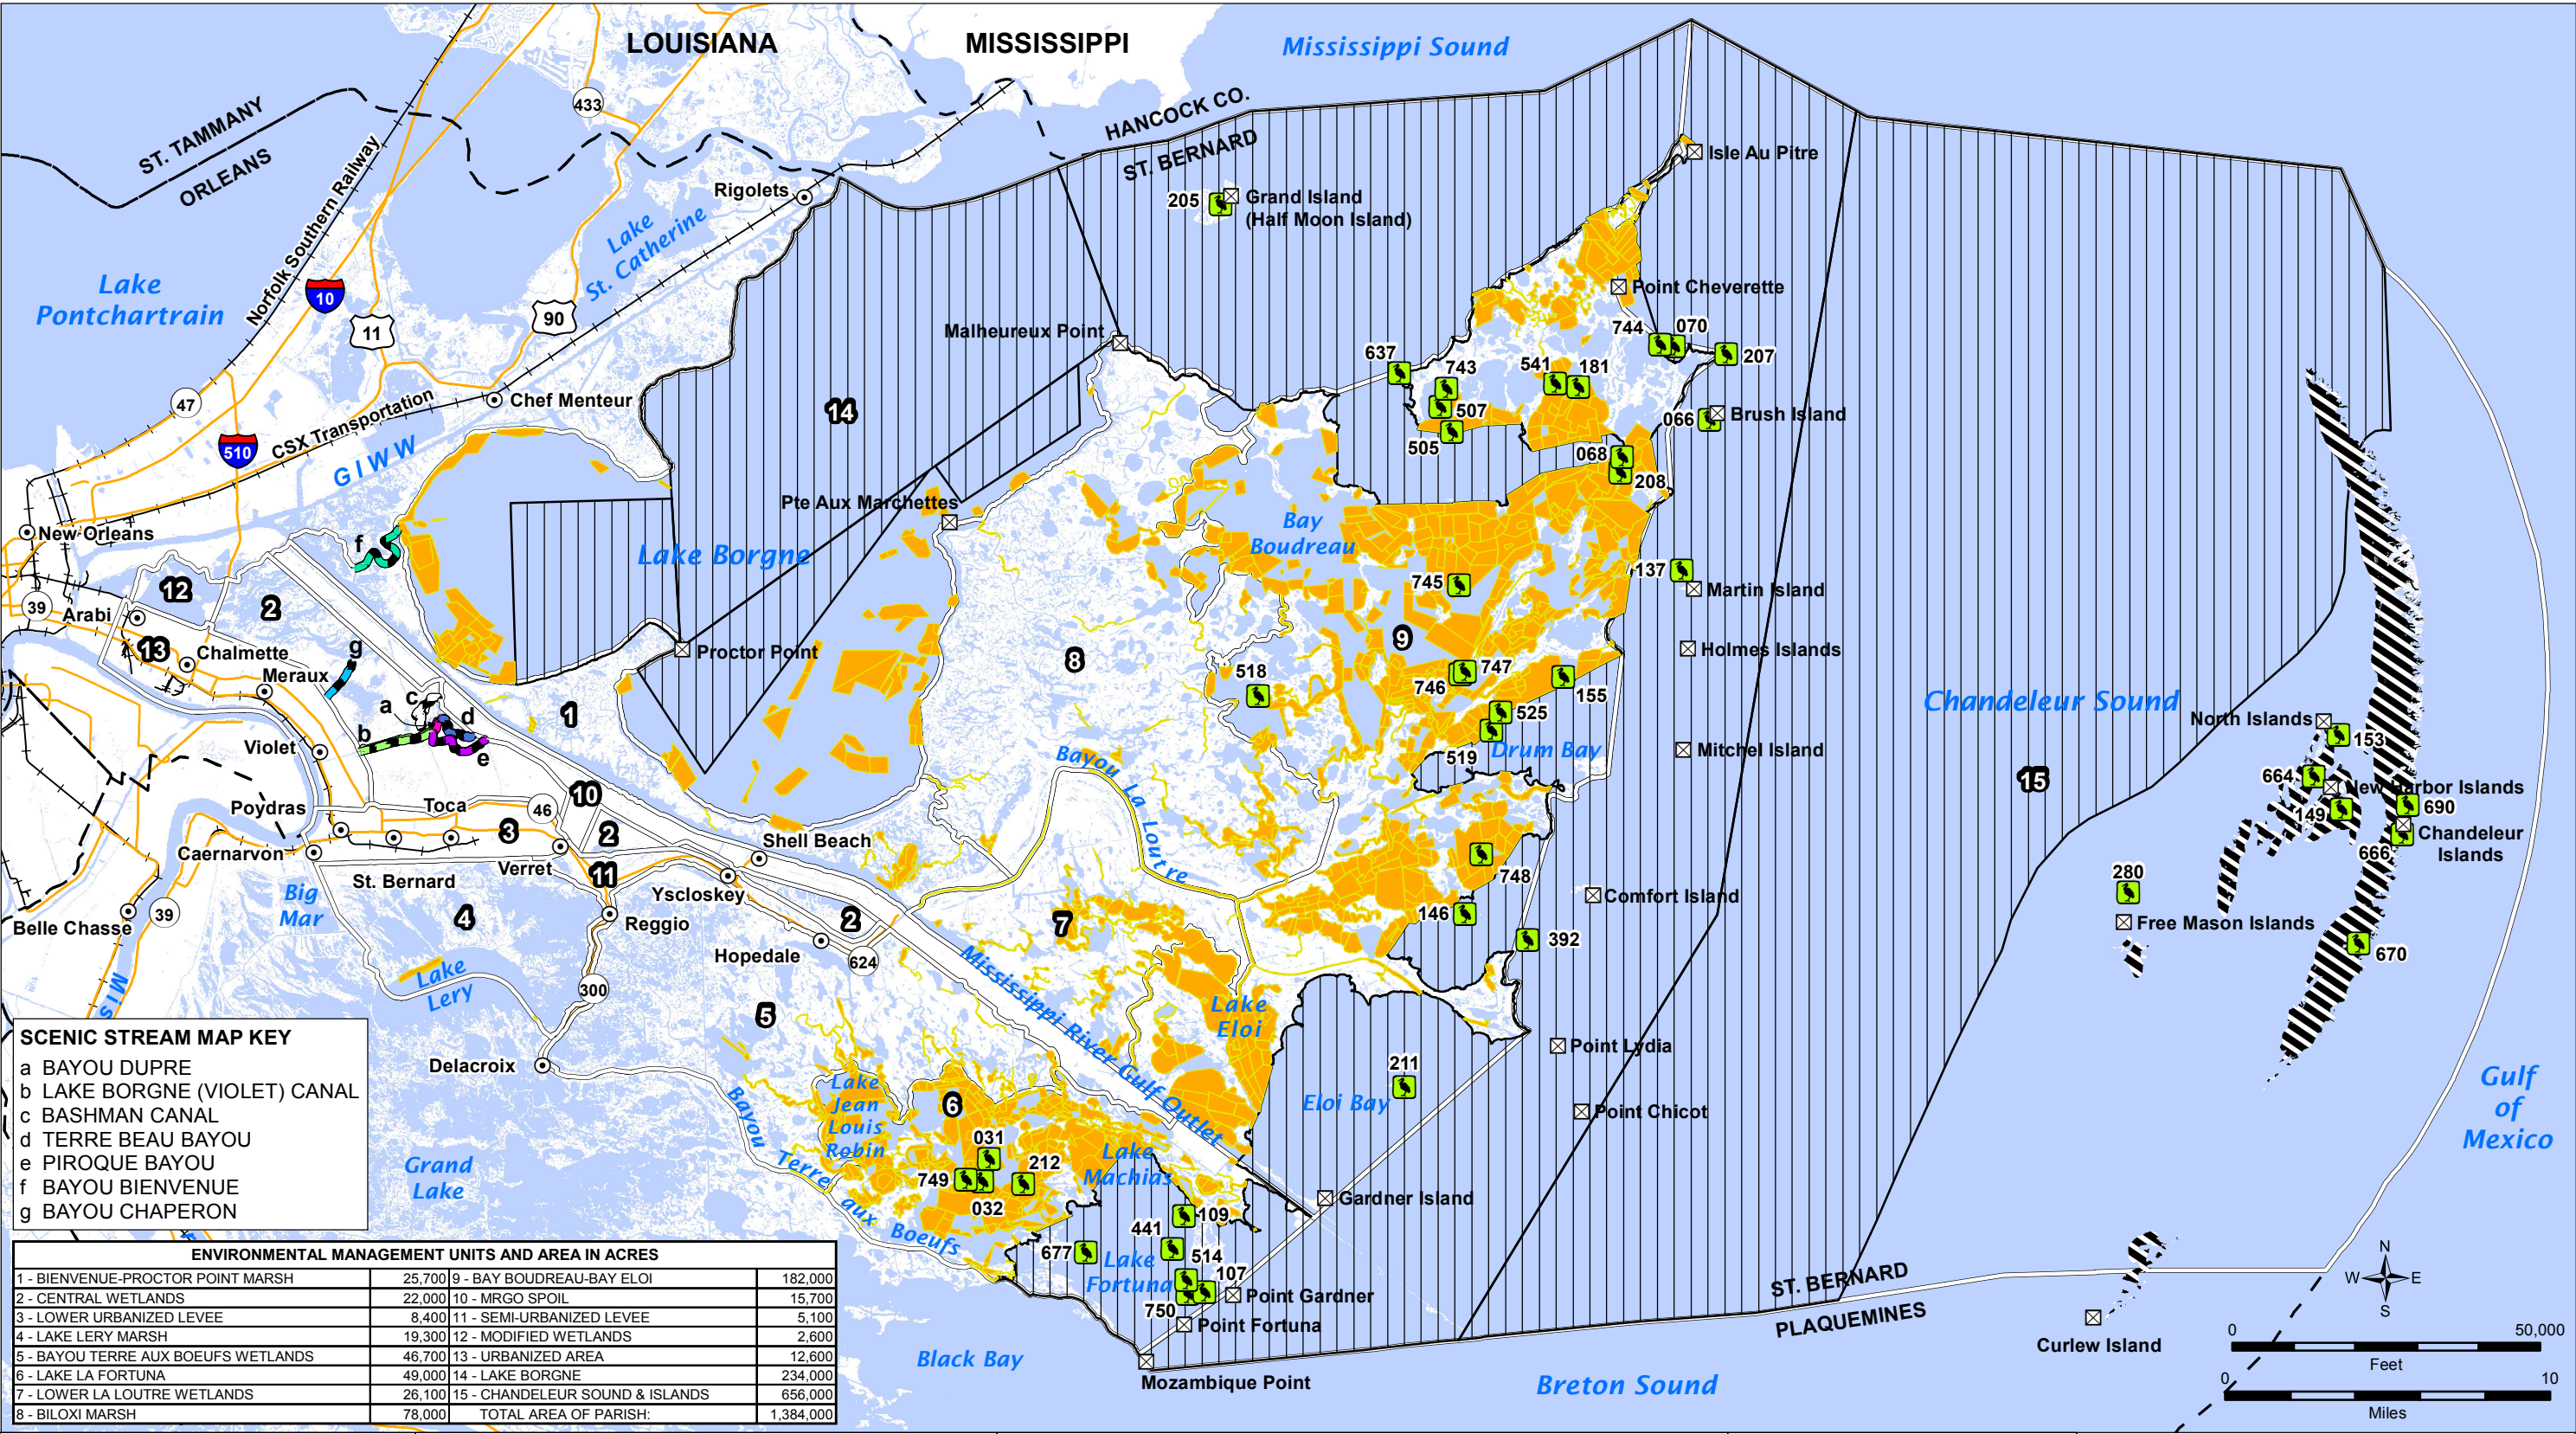 LOUISIANA
MISSISSIPPI
Mississippi Sound
HANCOCK CO.
ST. BERNARD
ST. TAMMANY
ORLEANS
433
Norfolk Southern Railway
Rigolets
Lake
St. Catherine
205
Grand Island
(Half Moon Island)
Isle Au Pitre
Lake
Pontchartrain
10
11
90
Point Cheverette
Malheureux Point
744
070
207
637
743
541
181
507
505
066
Brush Island
47
CSX Transportation
Chef Menteur
14
510
GIWW
068
208
Pte Aux Marchettes
New Orleans
f
Lake Borgne
Bay
Boudreau
745
137
Martin Island
12
2
39
Arabi
13
Chalmette
g
Meraux
Proctor Point
8
9
Holmes Islands
a
c
d
b
e
1
518
746
747
155
525
519
Drum Bay
Mitchel Island
Chandeleur Sound
North Islands
153
Violet
15
664
New Harbor Islands
149
690
Chandeleur
Islands
666
Bayou La Loutre
Poydras
Toca
46
10
3
2
Shell Beach
Caernarvon
Verret
11
St. Bernard
Yscloskey
748
280
Big
Mar
4
Comfort Island
146
392
Free Mason Islands
670
Belle Chasse
39
Reggio
2
7
Hopedale
624
Mississippi River Gulf Outlet
Lake
Lery
300
5
Lake
Eloi
Mis
Point Lydia
Delacroix
211
Eloi Bay
Point Chicot
Gulf
of
Mexico
Lake
Jean
Louis
Robin
6
031
749
032
212
Lake
Machias
Bayou Terre aux Boeufs
Grand
Lake
Gardner Island
109
441
677
514
Lake
Fortuna
107
750
Point Gardner
Point Fortuna
ST. BERNARD
PLAQUEMINES
Black Bay
Mozambique Point
Breton Sound
Curlew Island
SCENIC STREAM MAP KEY
a BAYOU DUPRE
b LAKE BORGNE (VIOLET) CANAL
c BASHMAN CANAL
d TERRE BEAU BAYOU
e PIROQUE BAYOU
f BAYOU BIENVENUE
g BAYOU CHAPERON
ENVIRONMENTAL MANAGEMENT UNITS AND AREA IN ACRES
1 - BIENVENUE-PROCTOR POINT MARSH 25,700 9 - BAY BOUDREAU-BAY ELOI 182,000
2 - CENTRAL WETLANDS 22,000 10 - MRGO SPOIL 15,700
3 - LOWER URBANIZED LEVEE 8,400 11 - SEMI-URBANIZED LEVEE 5,100
4 - LAKE LERY MARSH 19,300 12 - MODIFIED WETLANDS 2,600
5 - BAYOU TERRE AUX BOEUFS WETLANDS 46,700 13 - URBANIZED AREA 12,600
6 - LAKE LA FORTUNA 49,000 14 - LAKE BORGNE 234,000
7 - LOWER LA LOUTRE WETLANDS 26,100 15 - CHANDELEUR SOUND & ISLANDS 656,000
8 - BILOXI MARSH 78,000 TOTAL AREA OF PARISH: 1,384,000
N
W E
S
0 50,000
Feet
0 10
Miles